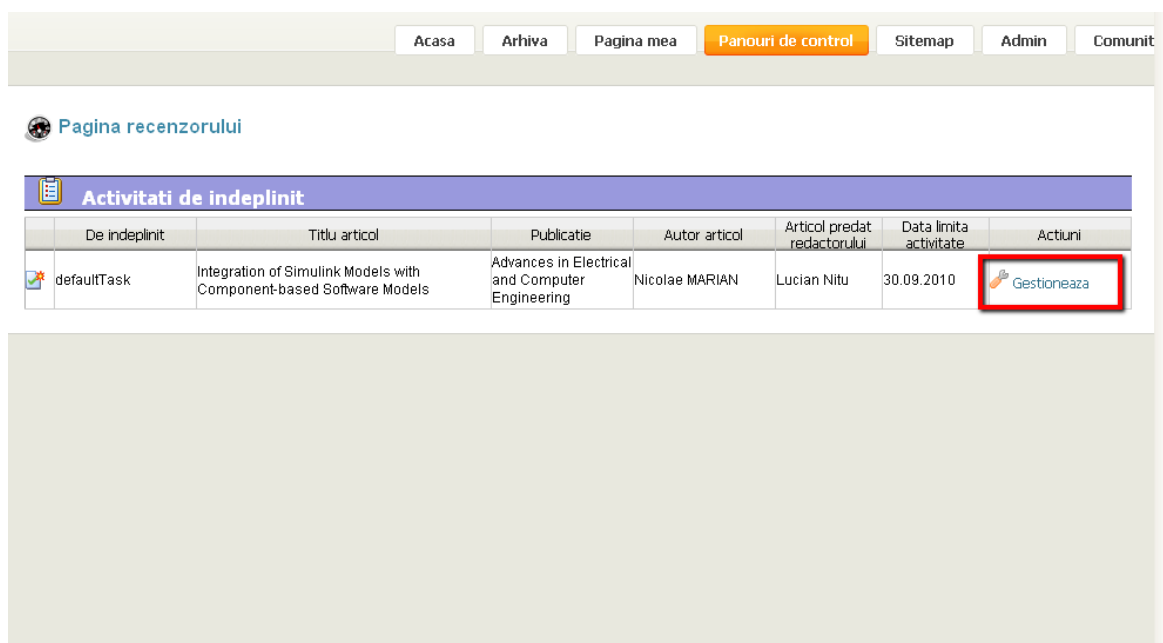 Acasa Arhiva Pagina mea Panouri de control Sitemap Admin Comunit
Pagina recenzorului
Activitati de indeplinit
De indeplinit Titlu articol Publicatie Autor articol Articol predat redactorului Data limita activitate Actiuni
defaultTask
Integration of Simulink Models with
Component-based Software Models
Advances in Electrical
and Computer
Engineering
Nicolae MARIAN
Lucian Nitu
30.09.2010
Gestioneaza